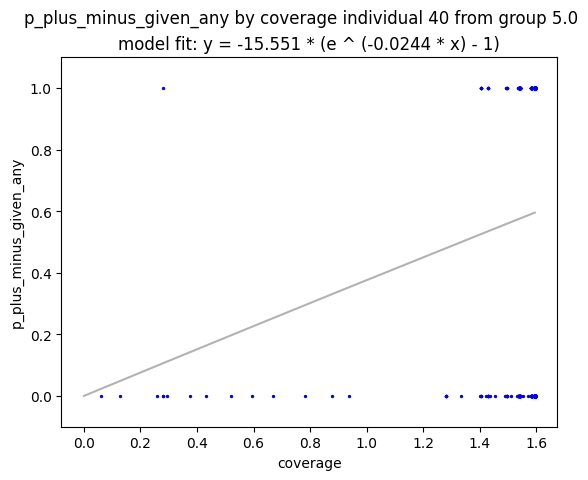 p_plus_minus_given_any by coverage individual 40 from group 5.0
model fit: y = -15.551 * (e ^ (-0.0244 * x) - 1)
1.0
0.8
0.6
0.4
0.2
0.0
p_plus_minus_given_any
0.0 0.2 0.4 0.6 0.8 1.0 1.2 1.4 1.6
coverage